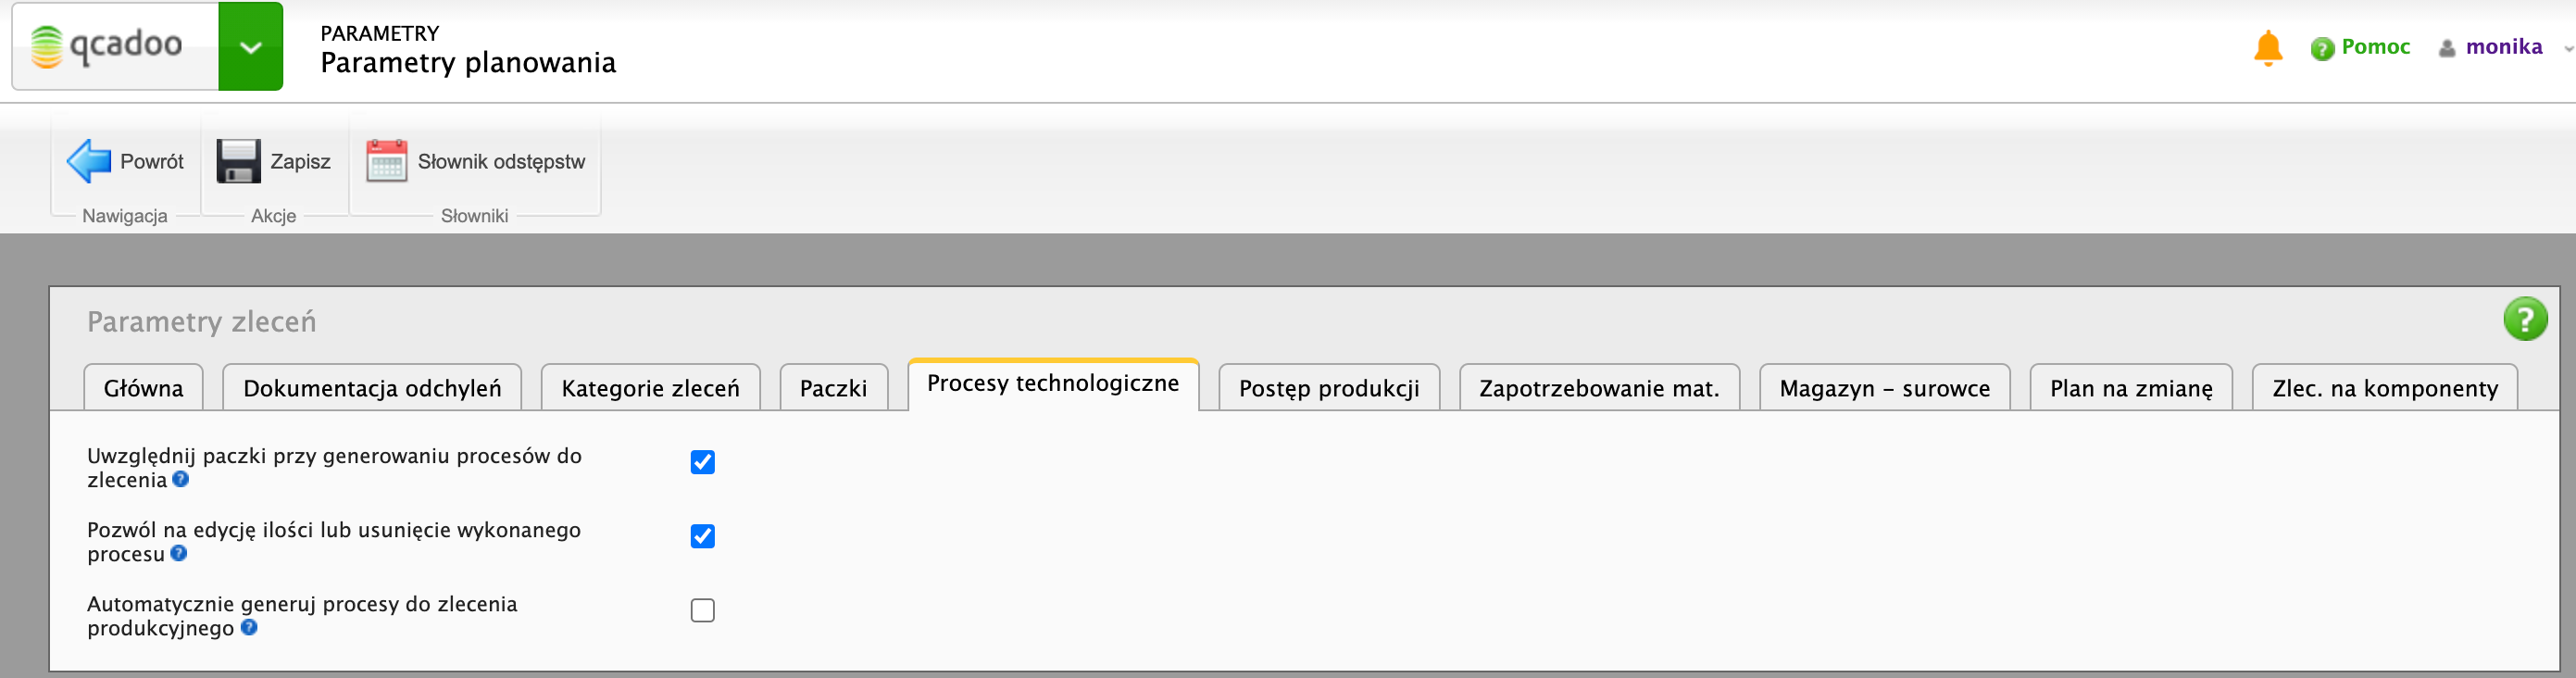 qcadoo
PARAMETRY
Parametry planowania
Pomoc
monika
Powrót
Zapisz
Słownik odstępstw
Nawigacja
Akcje
Słowniki
Parametry zleceń
Główna
Dokumentacja odchyleń
Kategorie zleceń
Paczki
Procesy technologiczne
Postęp produkcji
Zapotrzebowanie mat.
Magazyn - surowce
Plan na zmianę
Zlec. na komponenty
Uwzględnij paczki przy generowaniu procesów do
zlecenia
Pozwól na edycję ilości lub usunięcie wykonanego
procesu
Automatycznie generuj procesy do zlecenia
produkcyjnego